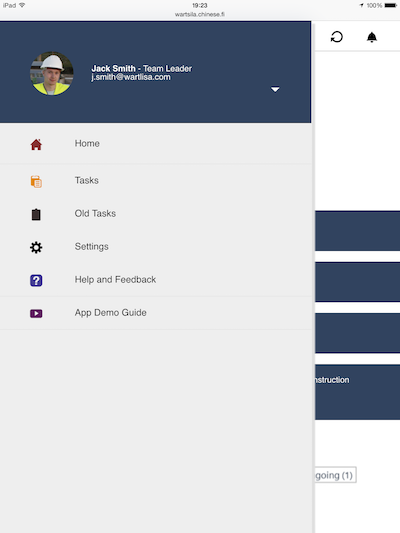 iPad 19:23 100%
wartsila.chinese.fi
Jack Smith - Team Leader
j.smith@wartlisa.com
Home
Tasks
Old Tasks
Settings
? Help and Feedback
App Demo Guide
nstruction
going (1)